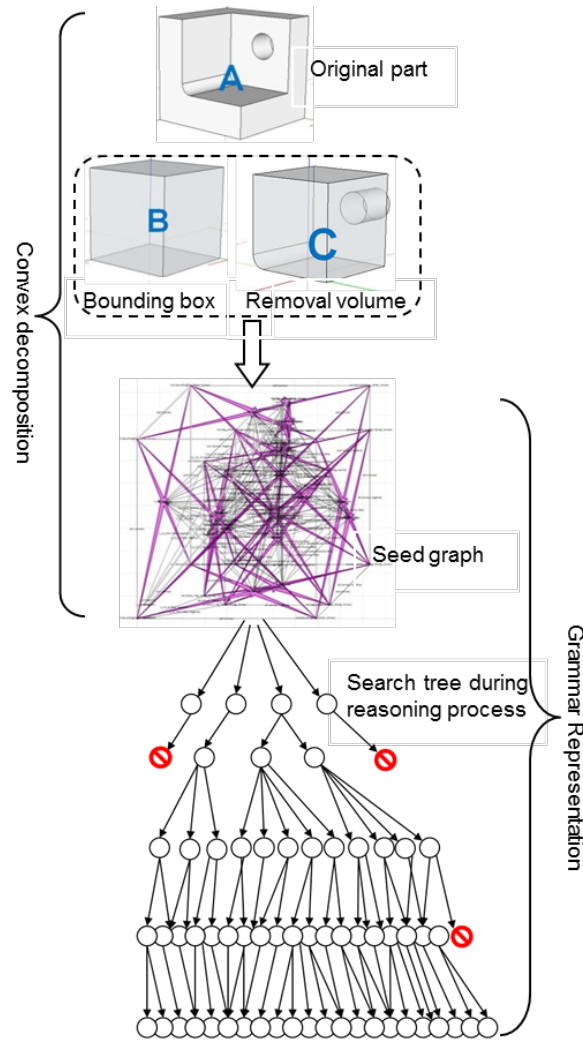 A
Original part
B
C
Bounding box
Removal volume
Convex decomposition
Seed graph
Search tree during
reasoning process
Grammar Representation